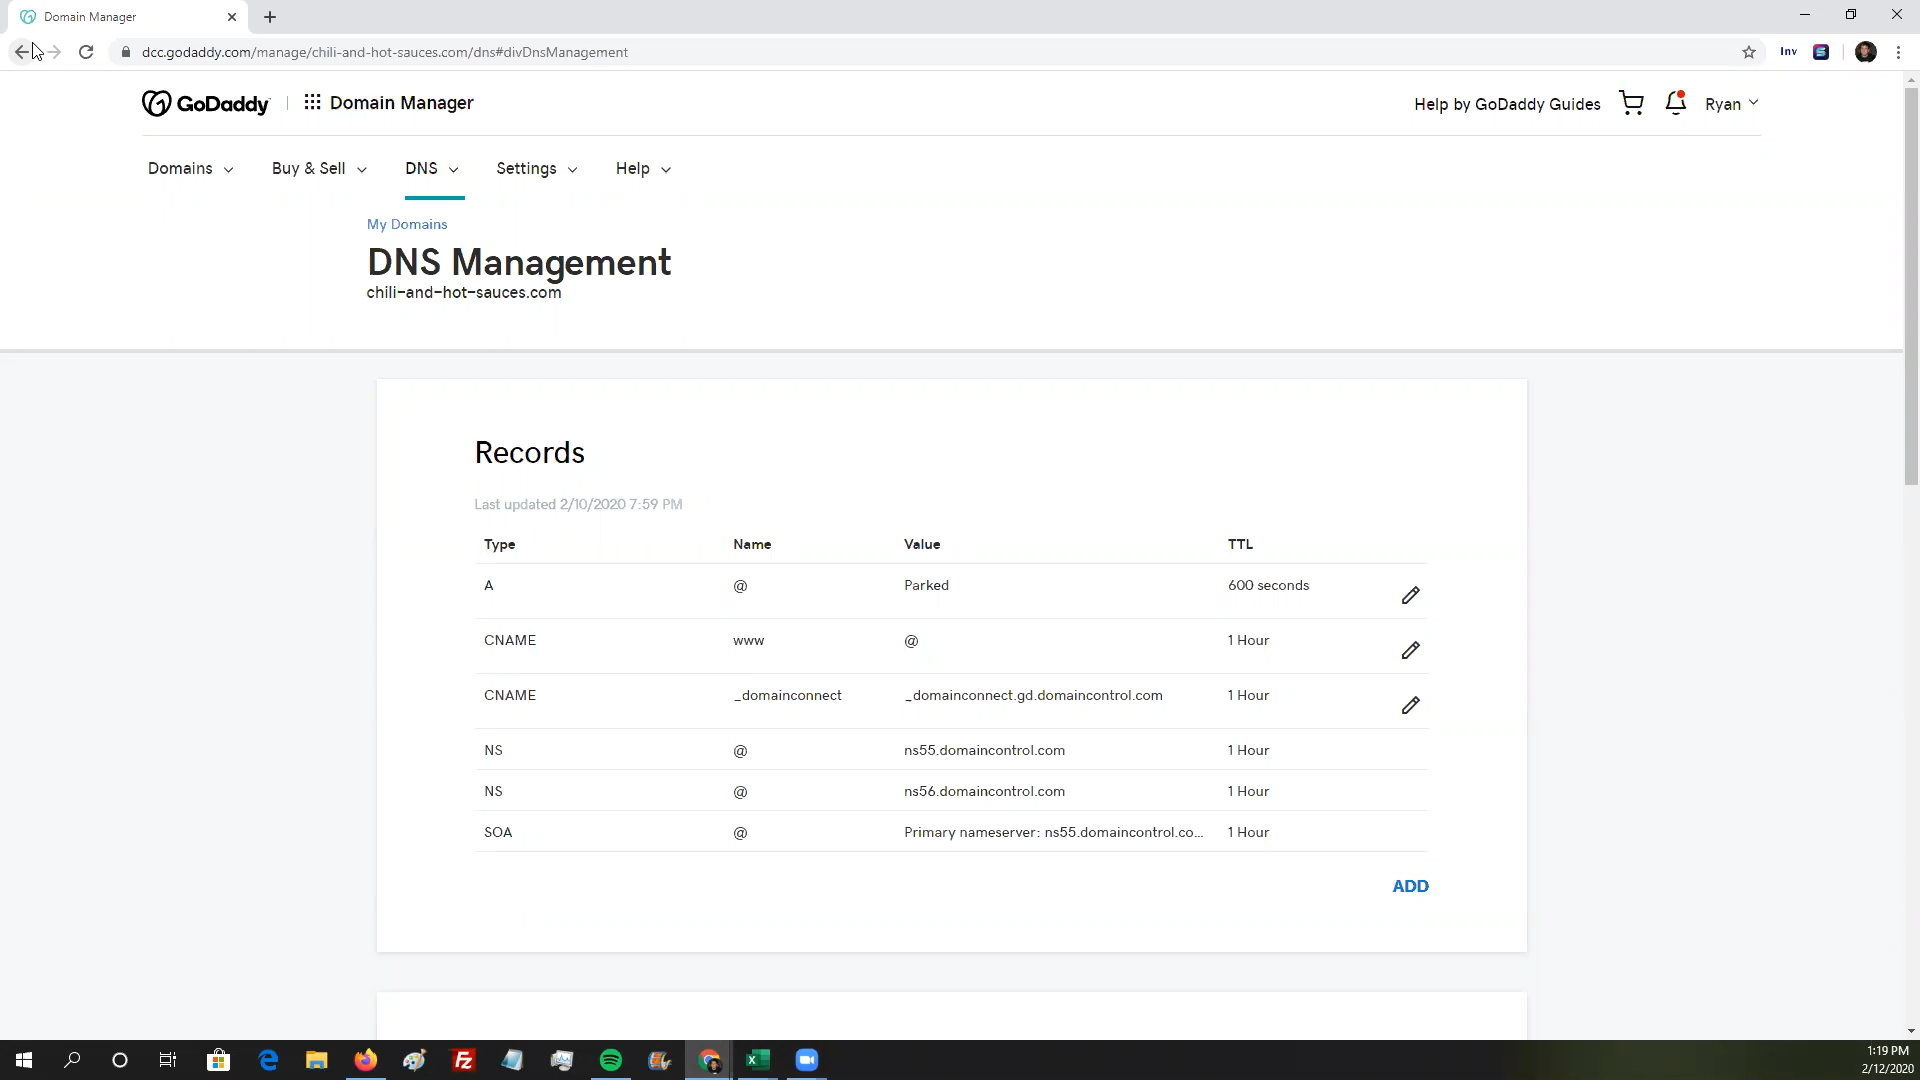 Domain Manager
dcc.godaddy.com/manage/chili-and-hot-sauces.com/dns#divDnsManagement
Inv
GoDaddy Domain Manager Help by GoDaddy Guides Ryan
Domains Buy & Sell DNS Settings Help
My Domains
DNS Management
chili-and-hot-sauces.com
Records
Last updated 2/10/2020 7:59 PM
Type Name Value TTL
A @ Parked 600 seconds
CNAME www @ 1 Hour
CNAME _domainconnect _domainconnect.gd.domaincontrol.com 1 Hour
NS @ ns55.domaincontrol.com 1 Hour
NS @ ns56.domaincontrol.com 1 Hour
SOA @ Primary nameserver: ns55.domaincontrol.co... 1 Hour
ADD
1:19 PM
2/12/2020